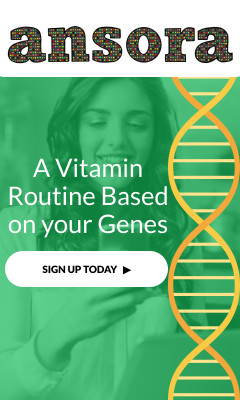 ansora
A Vitamin
Routine Based
on your Genes
SIGN UP TODAY ▶